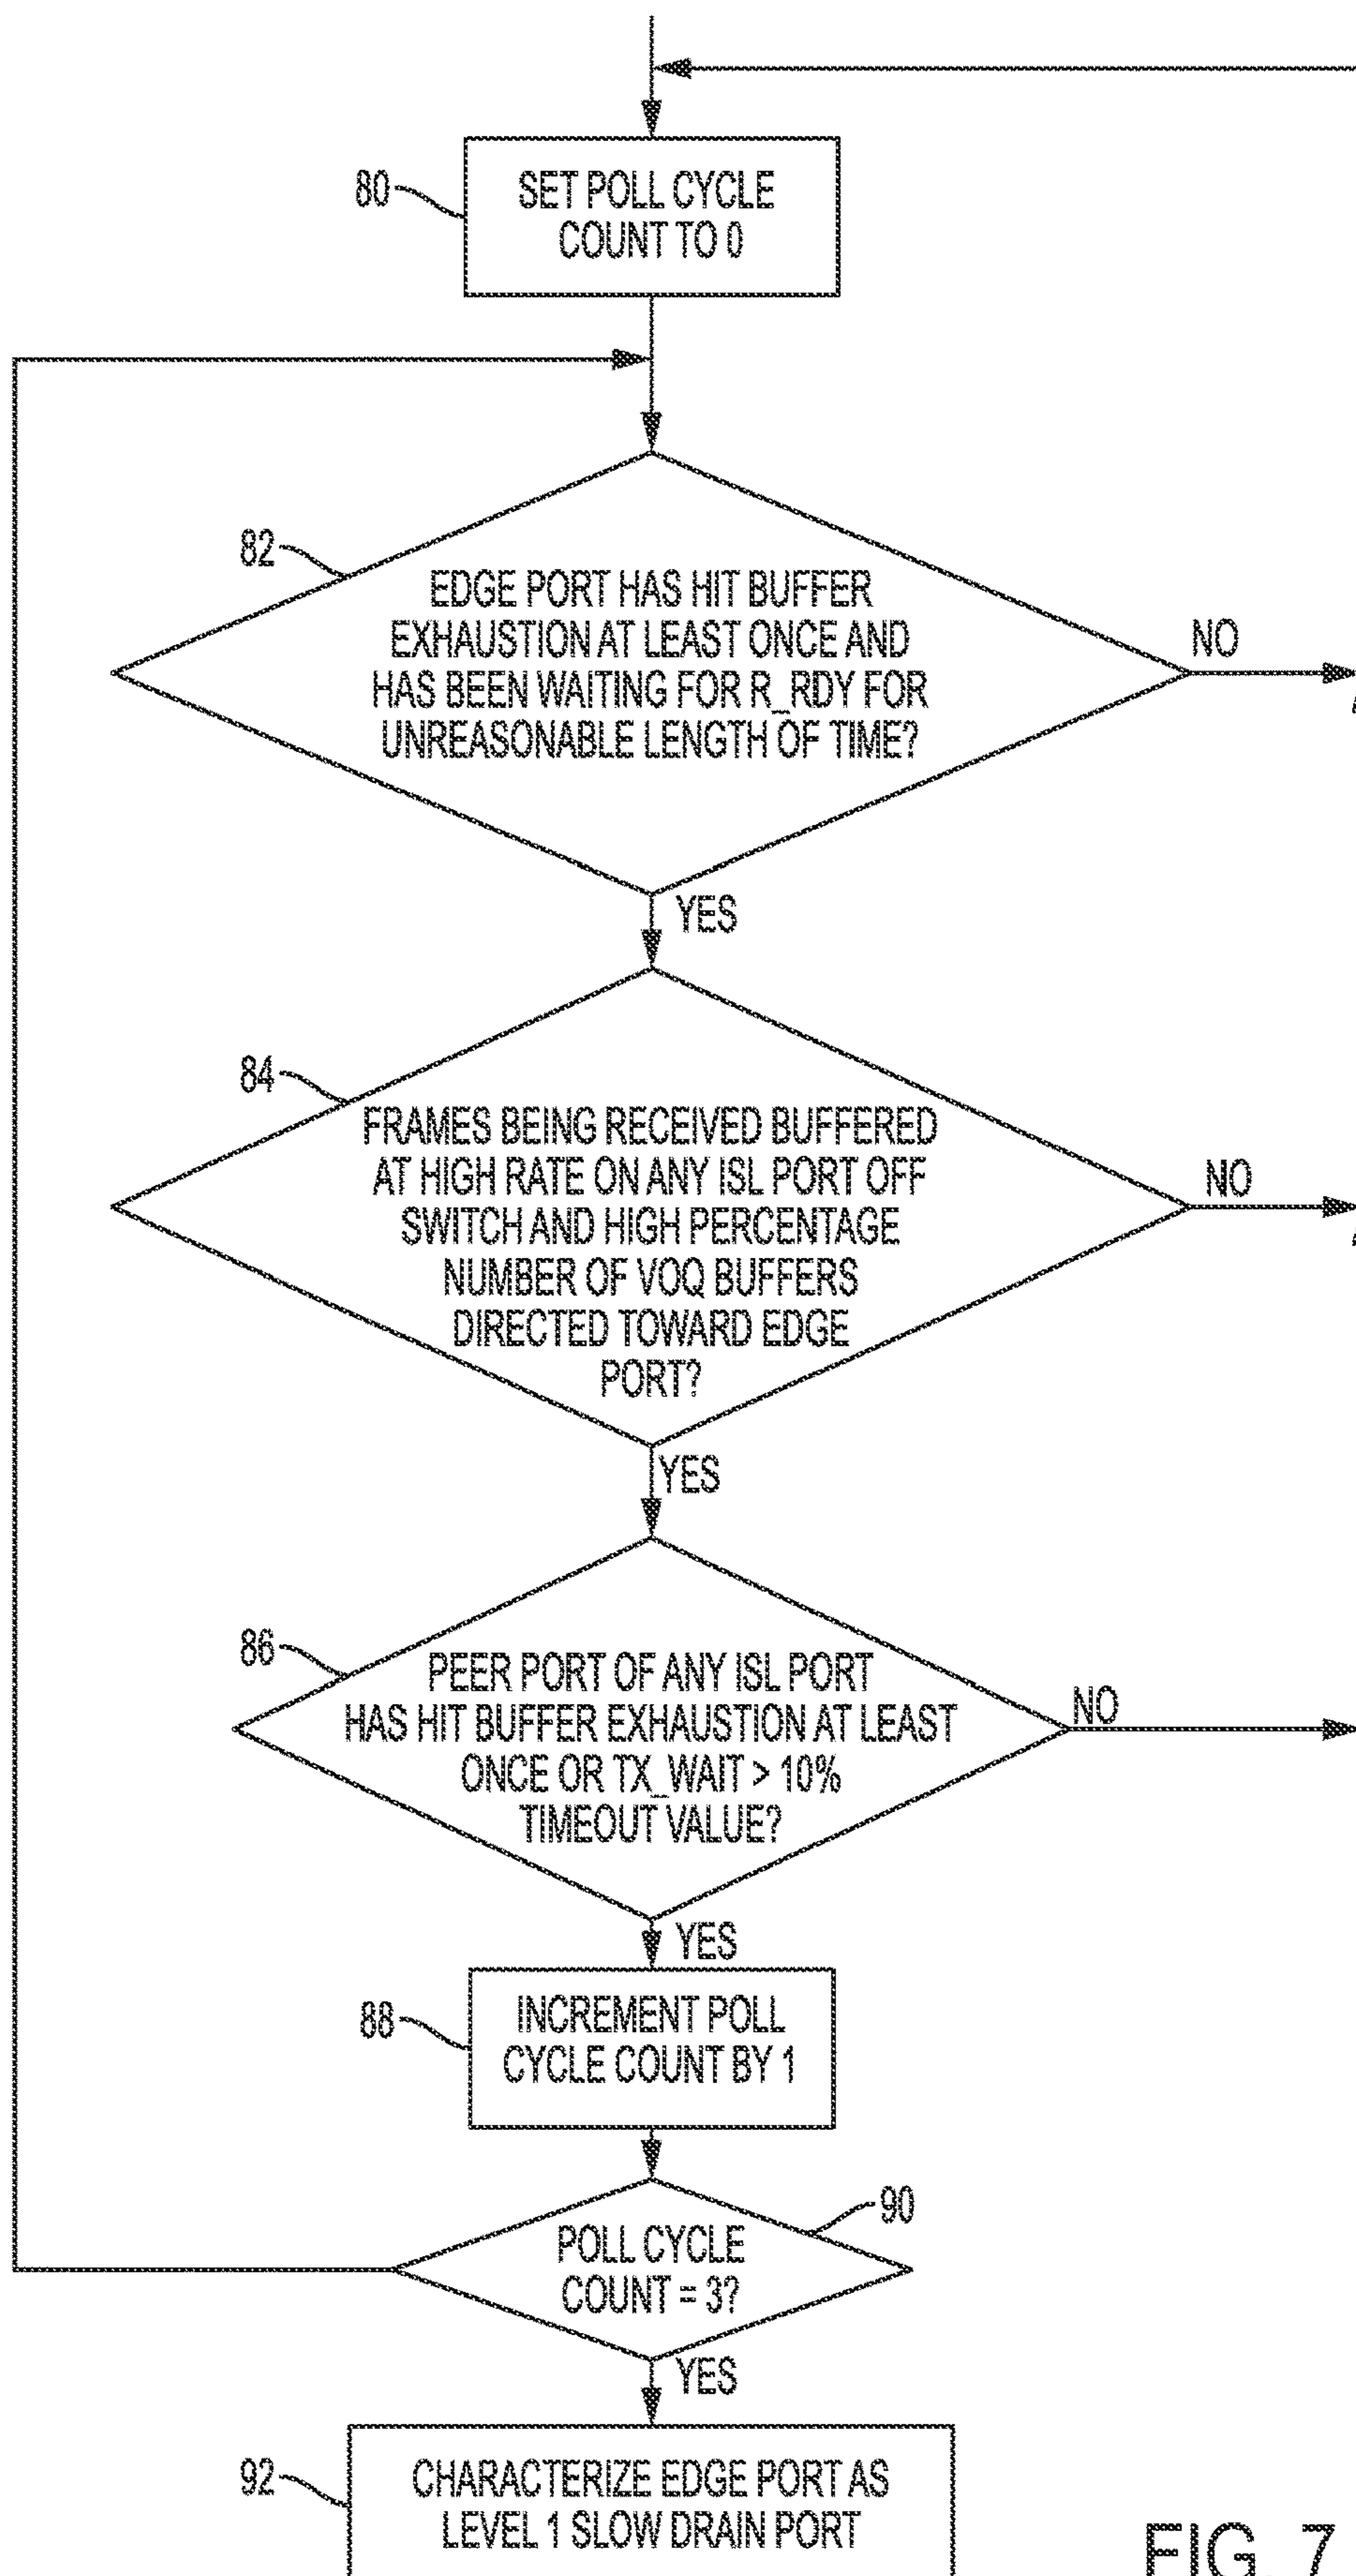 80
SET POLL CYCLE
COUNT TO 0
82
EDGE PORT HAS HIT BUFFER
EXHAUSTION AT LEAST ONCE AND
HAS BEEN WAITING FOR R_RDY FOR
UNREASONABLE LENGTH OF TIME?
NO
YES
84
FRAMES BEING RECEIVED BUFFERED
AT HIGH RATE ON ANY ISL PORT OFF
SWITCH AND HIGH PERCENTAGE
NUMBER OF VOQ BUFFERS
DIRECTED TOWARD EDGE
PORT?
NO
YES
86
PEER PORT OF ANY ISL PORT
HAS HIT BUFFER EXHAUSTION AT LEAST
ONCE OR TX_WAIT > 10%
TIMEOUT VALUE?
NO
YES
88
INCREMENT POLL
CYCLE COUNT BY 1
90
POLL CYCLE
COUNT = 3?
YES
92
CHARACTERIZE EDGE PORT AS
LEVEL 1 SLOW DRAIN PORT
FIG. 7